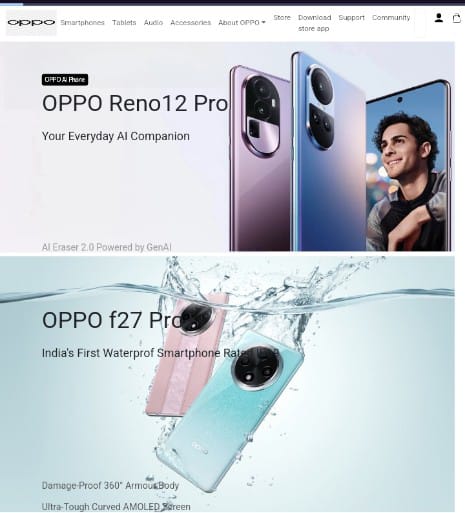 oppo
Smartphones Tablets Audio Accessories About OPPO Store Download store app Support Community
OPPO AI Phone
OPPO Reno12 Pro
Your Everyday AI Companion
AI Eraser 2.0 Powered by GenAI
OPPO f27 Pro
India's First Waterprof Smartphone Rated
oppo
Damage-Proof 360° Armour Body
Ultra-Tough Curved AMOLED Screen